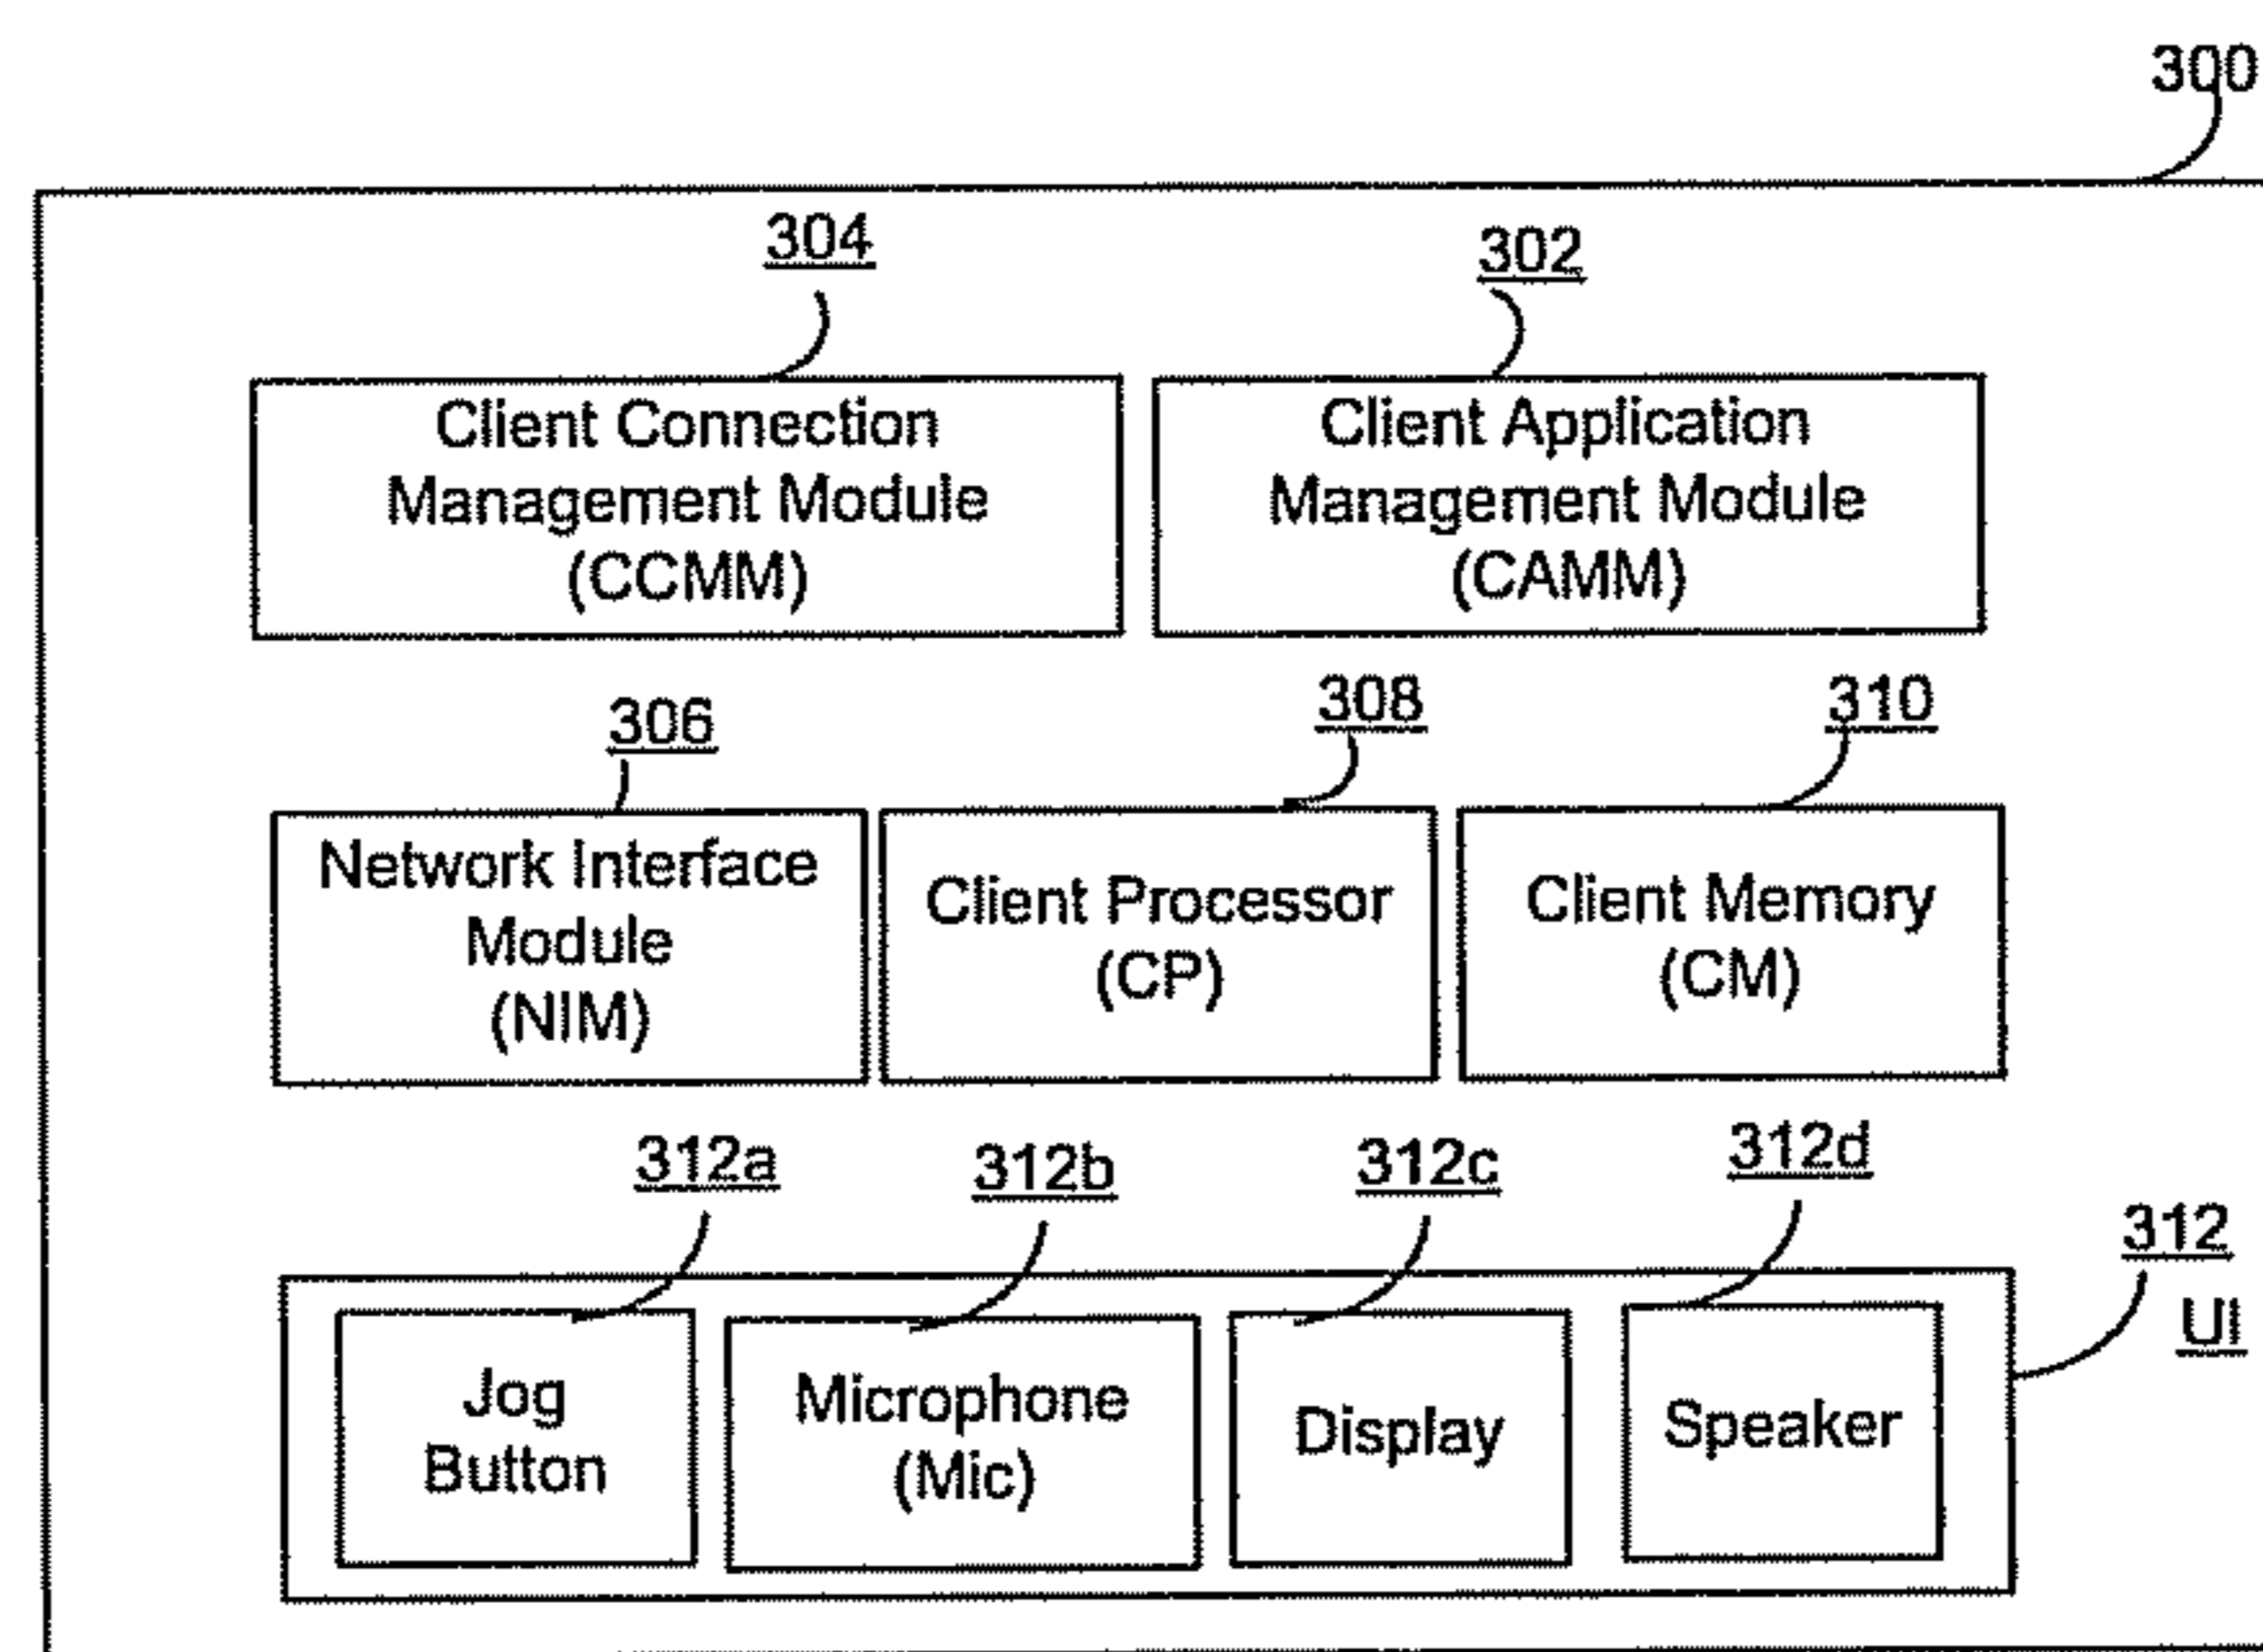 300
304
302
Client Connection
Management Module
(CCMM)
Client Application
Management Module
(CAMM)
306
308
310
Network Interface
Module
(NIM)
Client Processor
(CP)
Client Memory
(CM)
312a
312b
312c
312d
312
UI
Jog
Button
Microphone
(Mic)
Display
Speaker